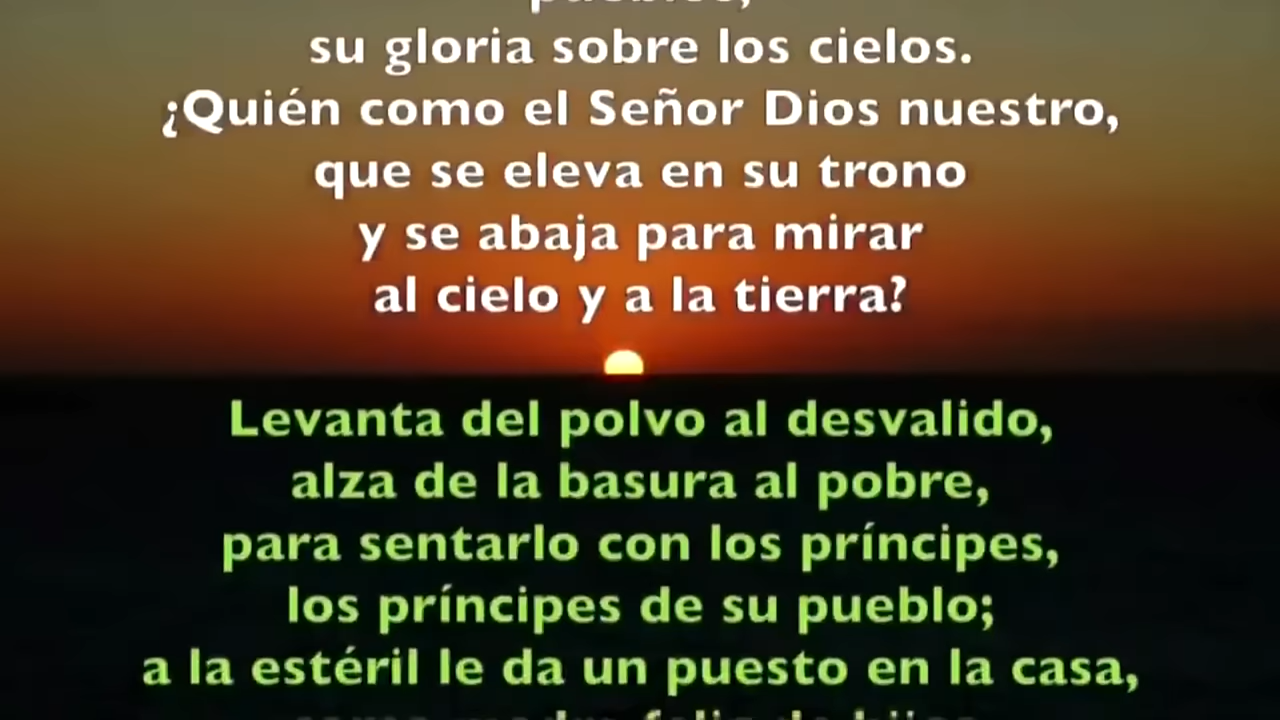 su gloria sobre los cielos.
¿Quién como el Señor Dios nuestro,
que se eleva en su trono
y se abaja para mirar
al cielo y a la tierra?
Levanta del polvo al desvalido,
alza de la basura al pobre,
para sentarlo con los príncipes,
los príncipes de su pueblo;
a la estéril le da un puesto en la casa,